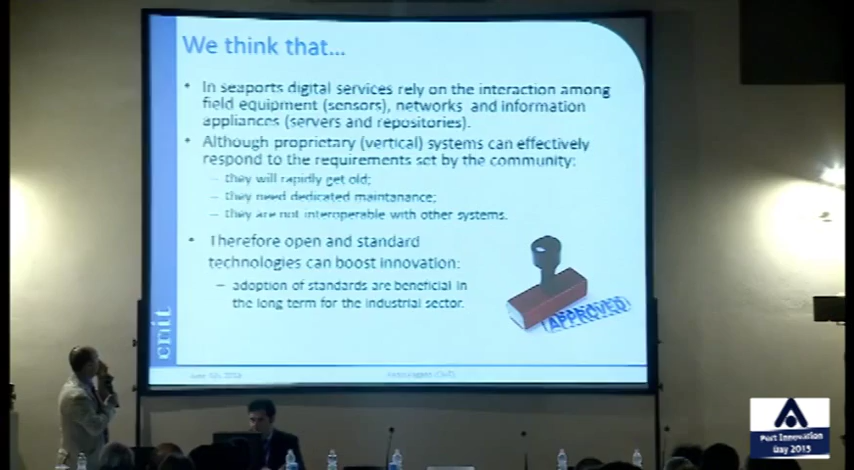 We think that...
• In seaports digital services rely on the interaction among
field equipment (sensors), networks and information
appliances (servers and repositories).
• Although proprietary (vertical) systems can effectively
respond to the requirements set by the community:
– they will rapidly get old;
– they need dedicated maintanance;
– they are not interoperable with other systems.
• Therefore open and standard
technologies can boost innovation:
– adoption of standards are beneficial in
the long term for the industrial sector.
APPROVED
cnit
Port Innovation
Day 2015